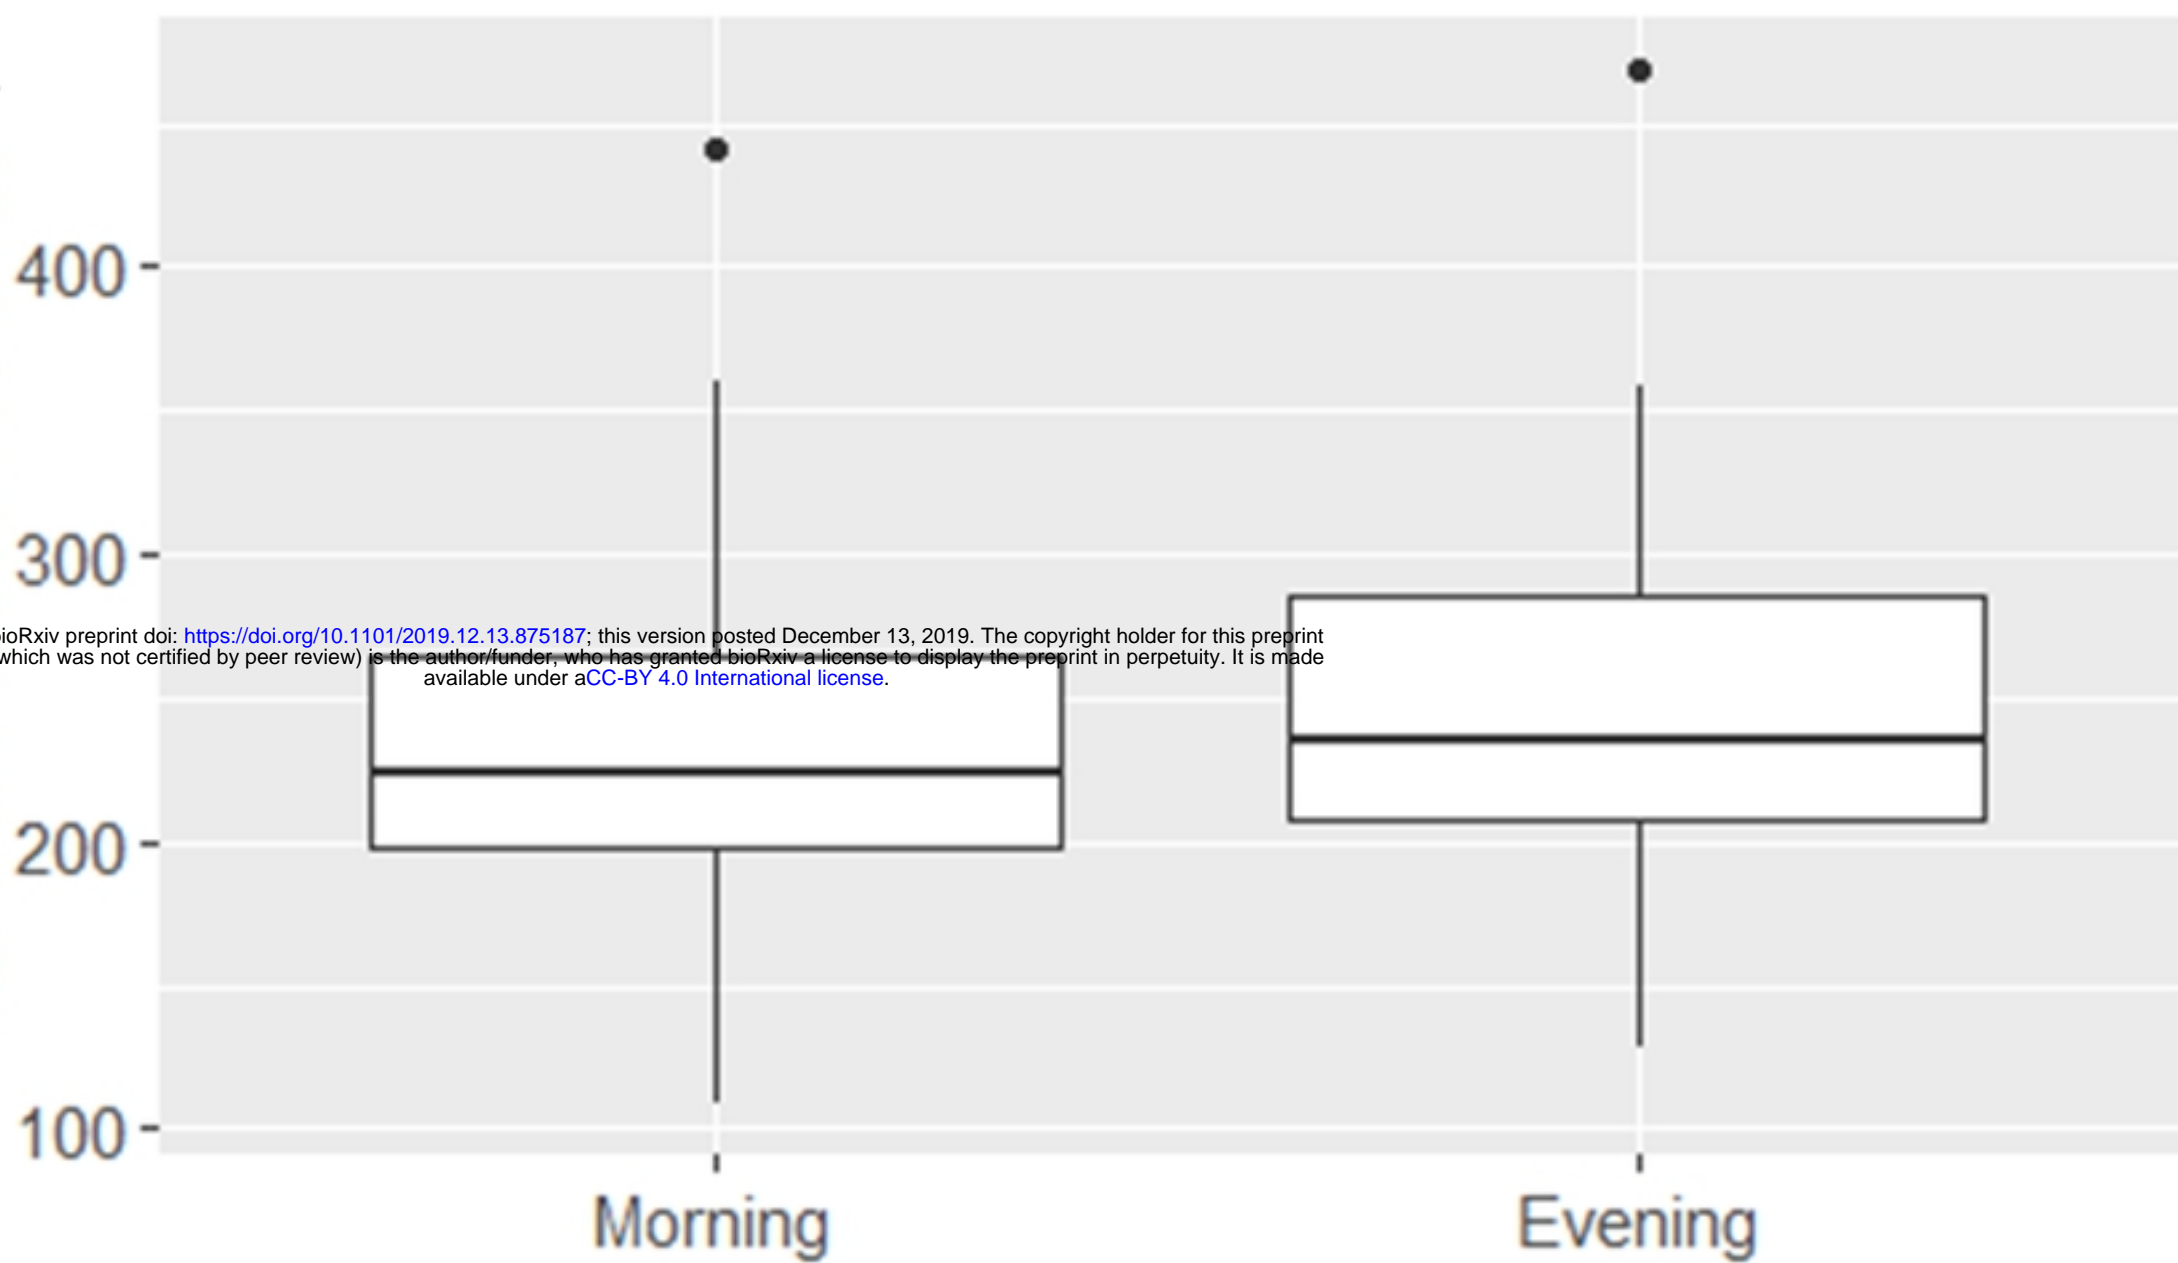 400
300
ioRxiv preprint doi: https://doi.org/10.1101/2019.12.13.875187; this version posted December 13, 2019. The copyright holder for this preprint
which was not certified by peer review) is the author/funder, who has granted bioRxiv a license to display the preprint in perpetuity. It is made
available under aCC-BY 4.0 International license.
200
100
Morning Evening